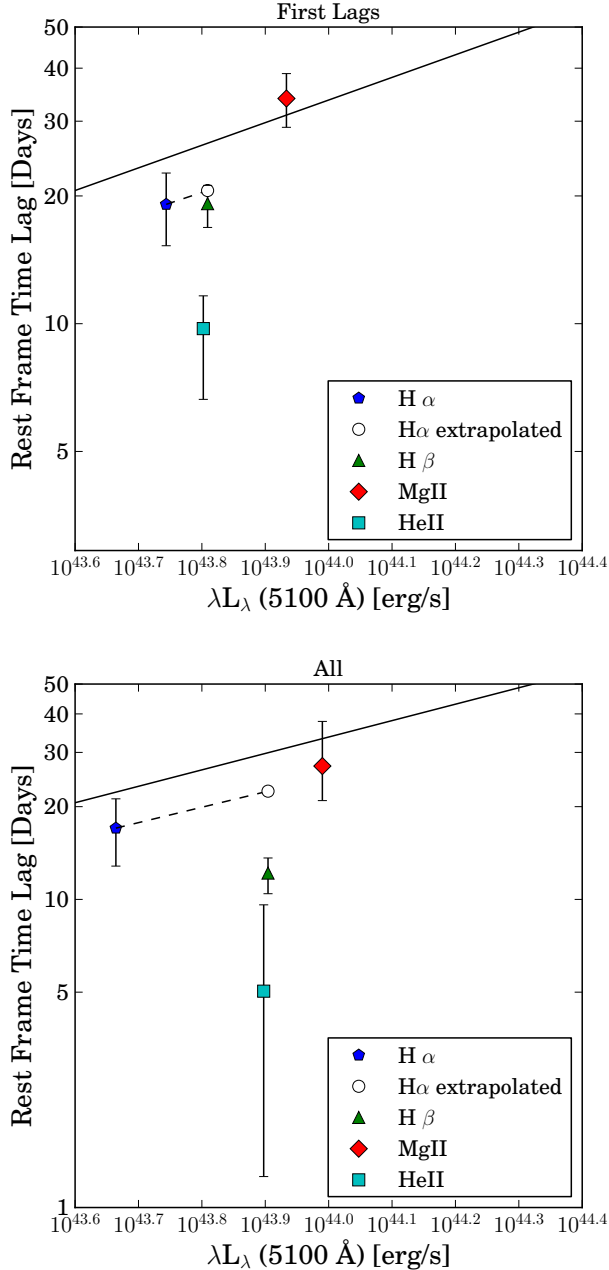 First Lags
50
40
30
20
10
5
Rest Frame Time Lag [Days]
H α
Hα extrapolated
H β
MgII
HeII
10^43.6 10^43.7 10^43.8 10^43.9 10^44.0 10^44.1 10^44.2 10^44.3 10^44.4
λL_λ (5100 Å) [erg/s]
All
50
40
30
20
10
5
1
Rest Frame Time Lag [Days]
H α
Hα extrapolated
H β
MgII
HeII
10^43.6 10^43.7 10^43.8 10^43.9 10^44.0 10^44.1 10^44.2 10^44.3 10^44.4
λL_λ (5100 Å) [erg/s]